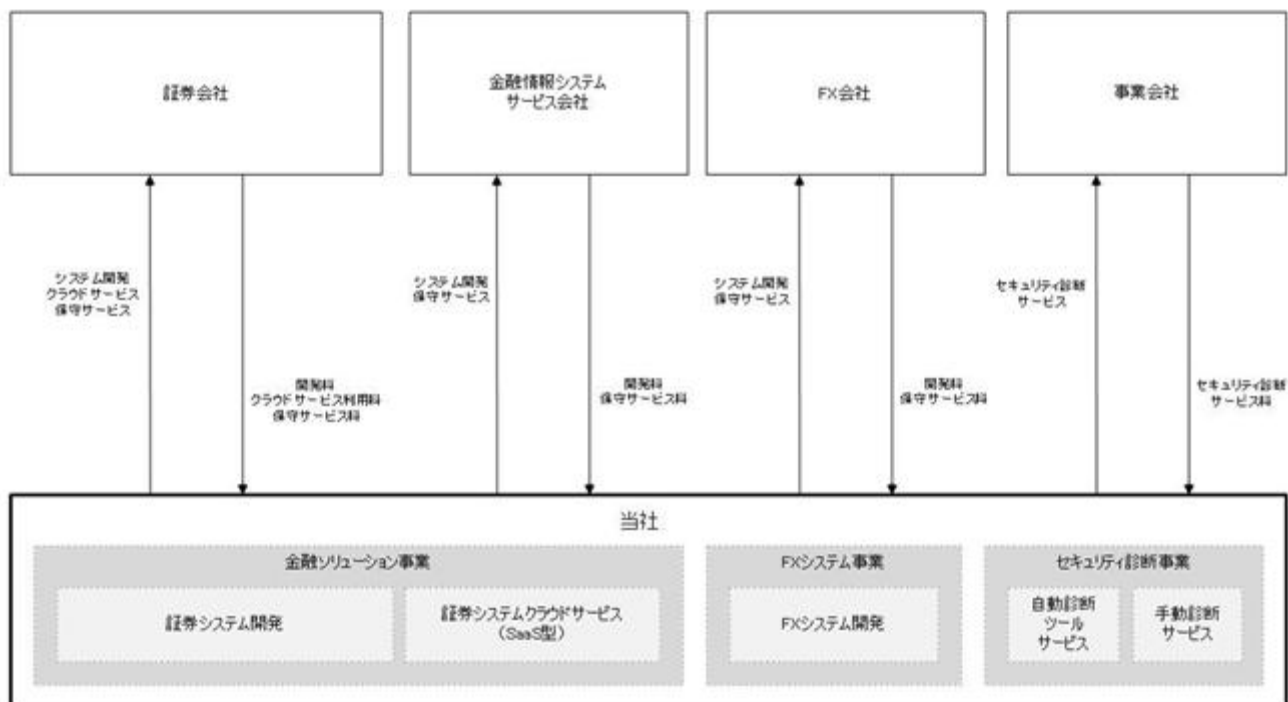 証券会社
金融情報システム
サービス会社
FX会社
事業会社
システム開発
クラウドサービス
保守サービス
開発料
クラウドサービス利用料
保守サービス料
システム開発
保守サービス
開発料
保守サービス料
システム開発
保守サービス
開発料
保守サービス料
セキュリティ診断
サービス
セキュリティ診断
サービス料
当社
金融ソリューション事業
証券システム開発
証券システムクラウドサービス
（SaaS型）
FXシステム事業
FXシステム開発
セキュリティ診断事業
自動診断
ツール
サービス
手動診断
サービス